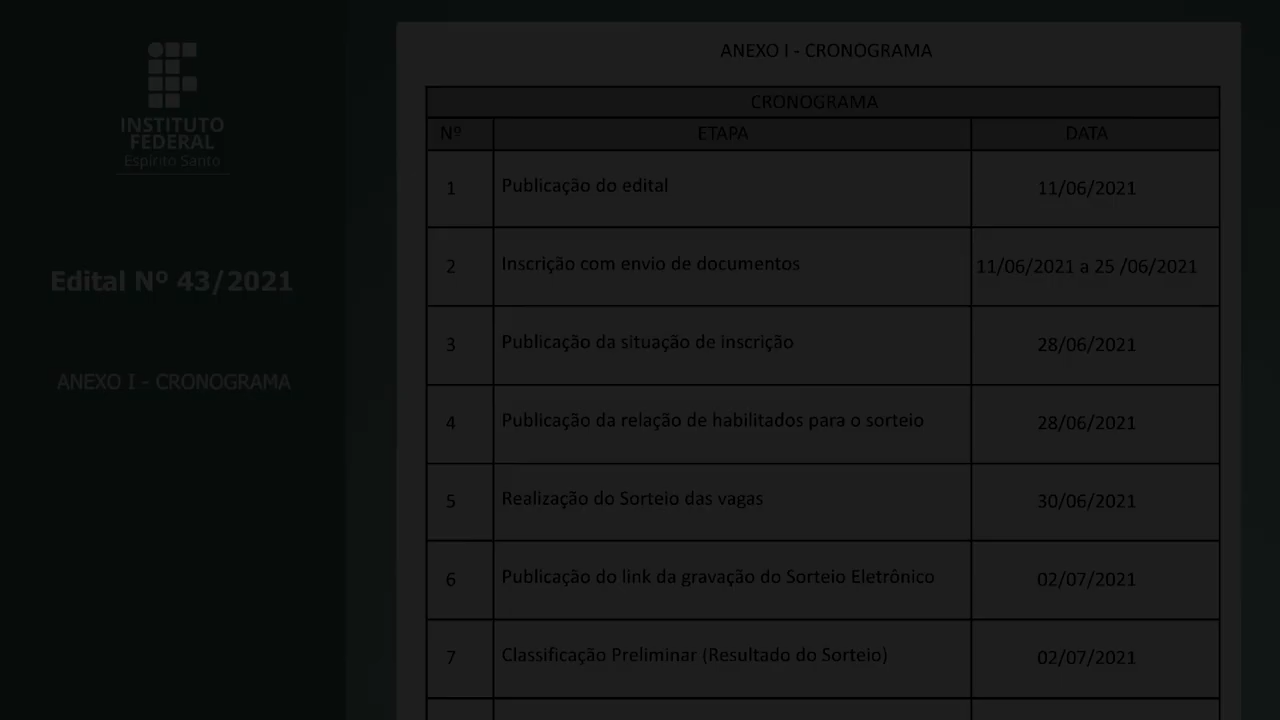 INSTITUTO
FEDERAL
Espírito Santo
Edital Nº 43/2021
ANEXO I - CRONOGRAMA
ANEXO I - CRONOGRAMA
CRONOGRAMA
Nº ETAPA DATA
1 Publicação do edital 11/06/2021
2 Inscrição com envio de documentos 11/06/2021 a 25 /06/2021
3 Publicação da situação de inscrição 28/06/2021
4 Publicação da relação de habilitados para o sorteio 28/06/2021
5 Realização do Sorteio das vagas 30/06/2021
6 Publicação do link da gravação do Sorteio Eletrônico 02/07/2021
7 Classificação Preliminar (Resultado do Sorteio) 02/07/2021